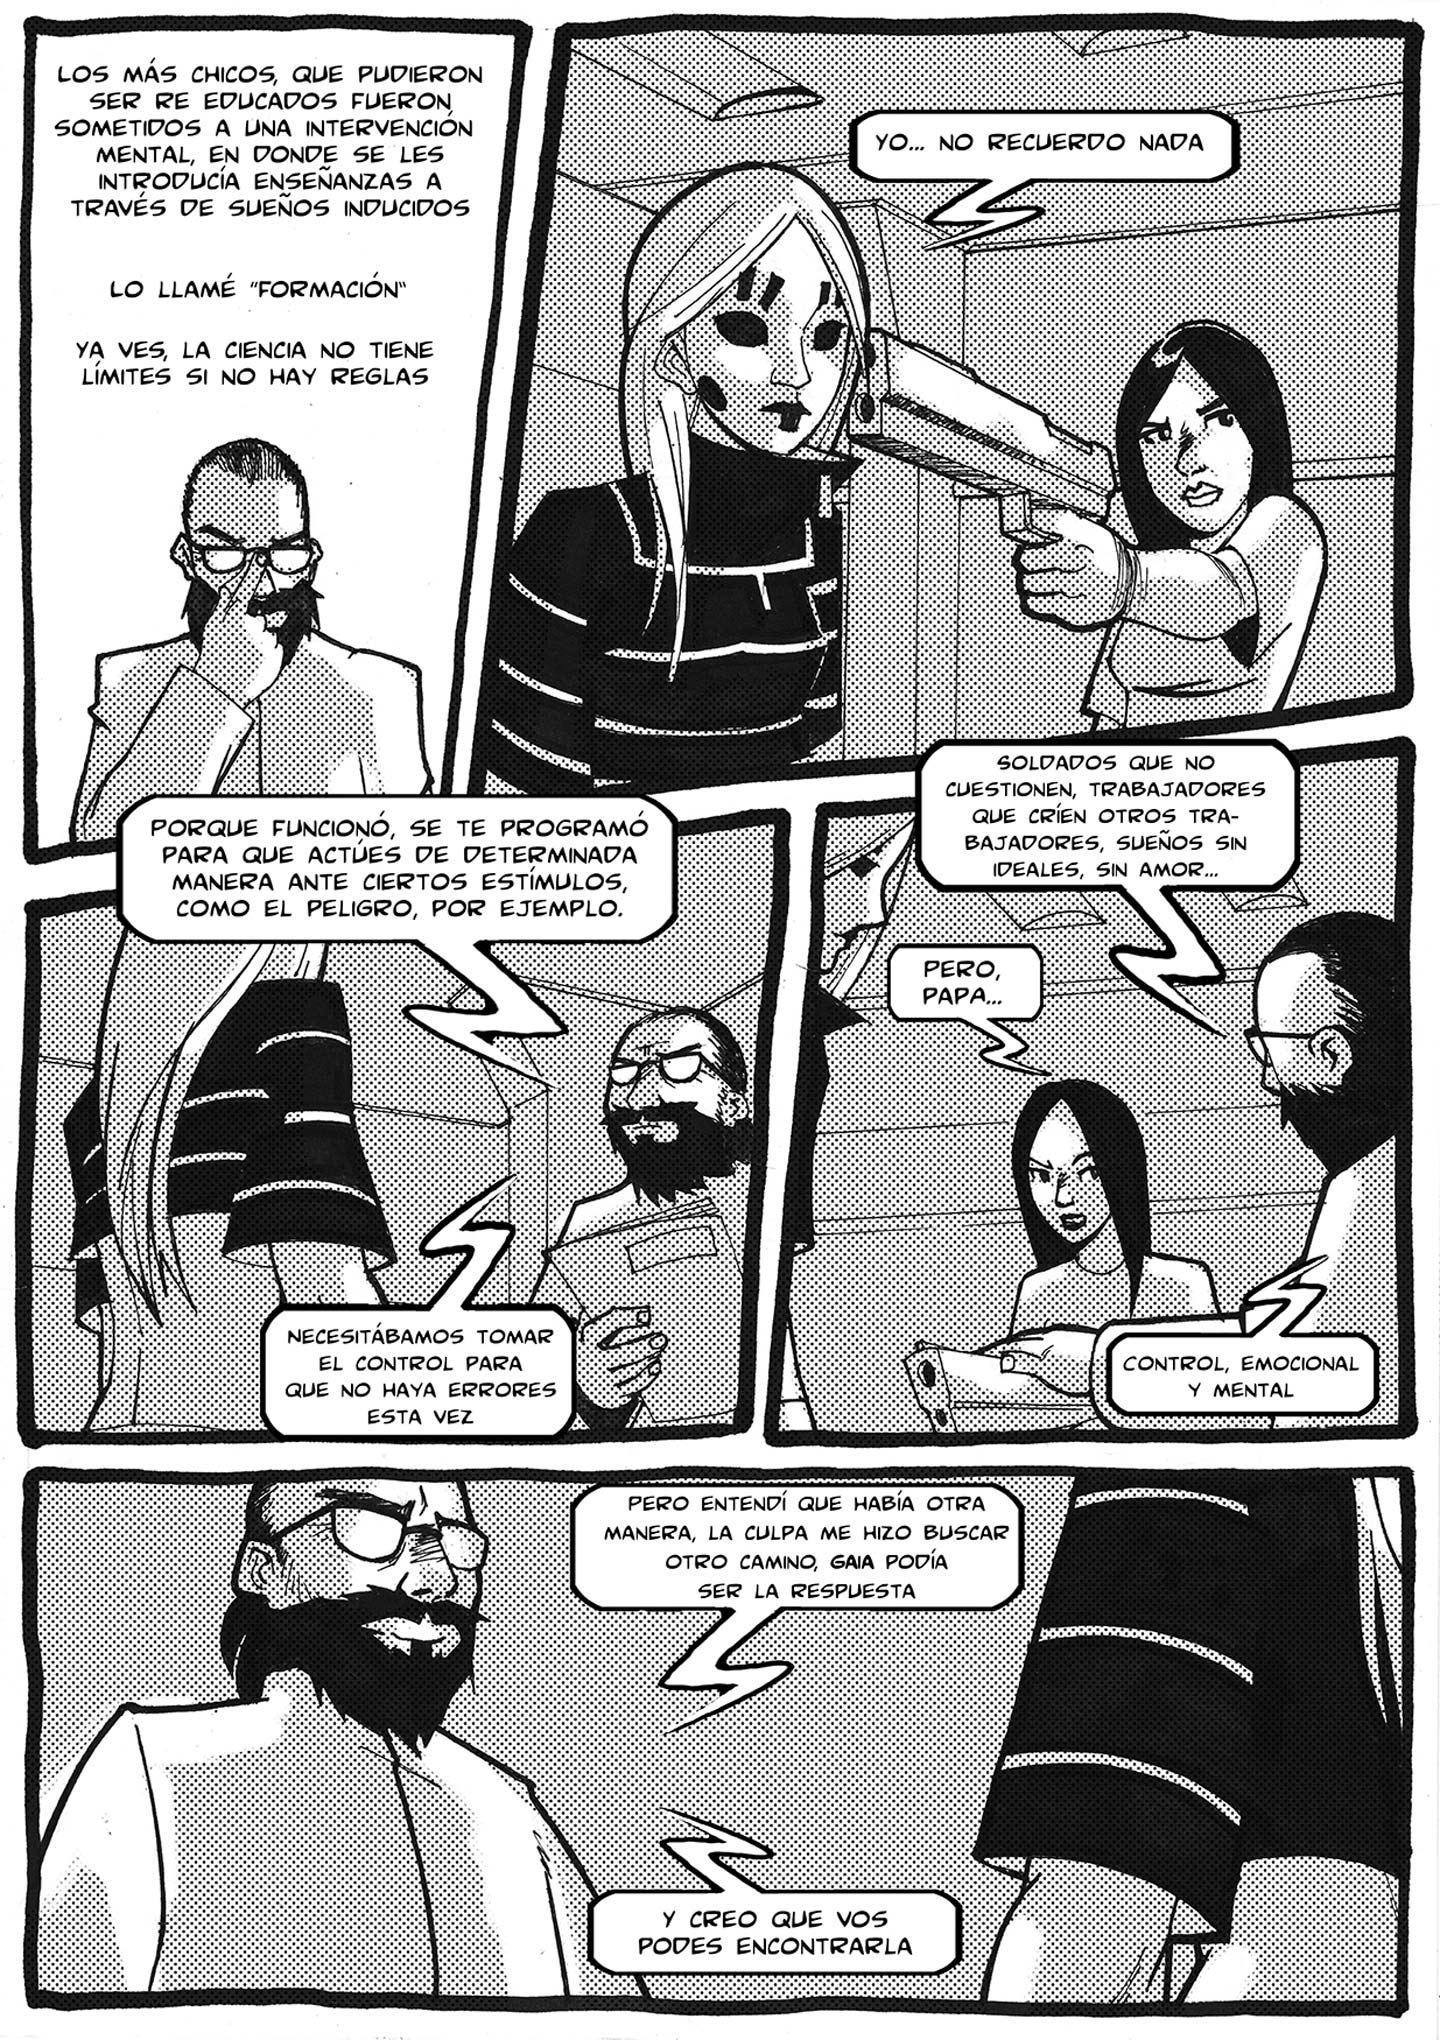 LOS MÁS CHICOS, QUE PUDIERON
SER RE EDUCADOS FUERON
SOMETIDOS A UNA INTERVENCIÓN
MENTAL, EN DONDE SE LES
INTRODUCÍA ENSEÑANZAS A
TRAVÉS DE SUEÑOS INDUCIDOS
LO LLAMÉ "FORMACIÓN"
YA VES, LA CIENCIA NO TIENE
LÍMITES SI NO HAY REGLAS
YO... NO RECUERDO NADA
PORQUE FUNCIONÓ, SE TE PROGRAMÓ
PARA QUE ACTÚES DE DETERMINADA
MANERA ANTE CIERTOS ESTÍMULOS,
COMO EL PELIGRO, POR EJEMPLO.
NECESITÁBAMOS TOMAR
EL CONTROL PARA
QUE NO HAYA ERRORES
ESTA VEZ
SOLDADOS QUE NO
CUESTIONEN, TRABAJADORES
QUE CRÍEN OTROS TRA-
BAJADORES, SUEÑOS SIN
IDEALES, SIN AMOR...
PERO,
PAPA...
CONTROL, EMOCIONAL
Y MENTAL
PERO ENTENDÍ QUE HABÍA OTRA
MANERA, LA CULPA ME HIZO BUSCAR
OTRO CAMINO, GAIA PODÍA
SER LA RESPUESTA
Y CREO QUE VOS
PODES ENCONTRARLA